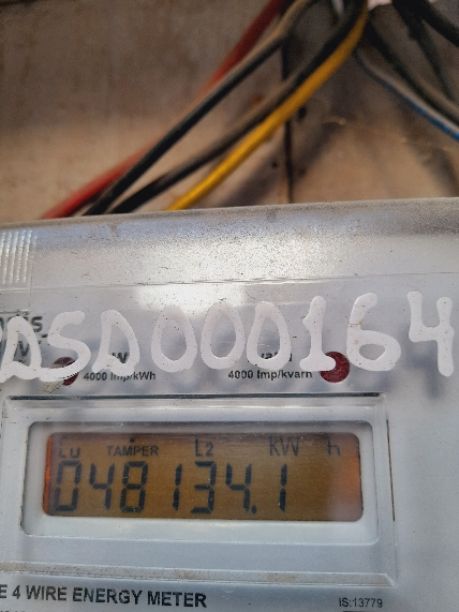 DSD000164
4000 Imp/kWh 4000 Imp/kvarh
TAMPER L2 kW h
048134.1
E 4 WIRE ENERGY METER
IS:13779